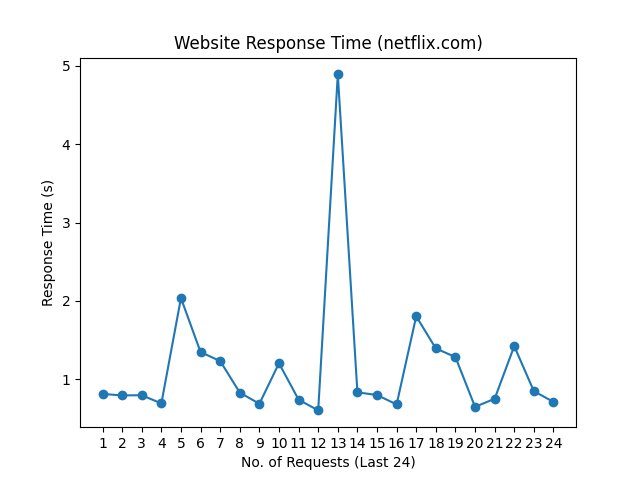 Website Response Time (netflix.com)
Response Time (s)
5
4
3
2
1
1 2 3 4 5 6 7 8 9 10 11 12 13 14 15 16 17 18 19 20 21 22 23 24
No. of Requests (Last 24)